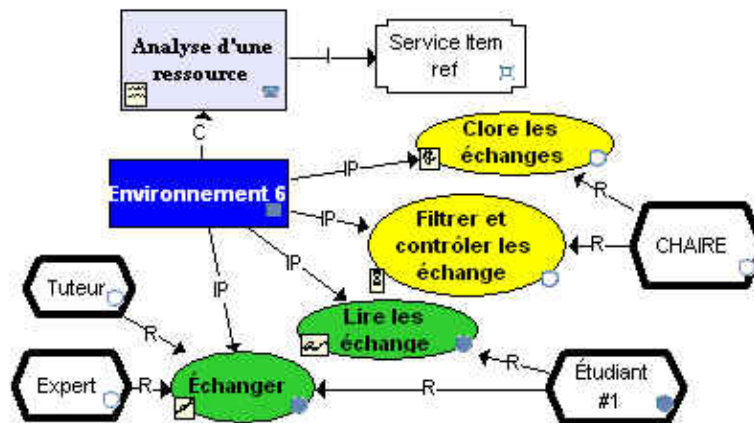 Analyse d'une
ressource
I
Service Item
ref
C
Clore les
échanges
Environnement 6
IP
R
Filtrer et
contrôler les
échange
IP
R
CHAIRE
IP
IP
Tuteur
R
Lire les
échange
R
Expert
R
Échanger
R
Étudiant
#1